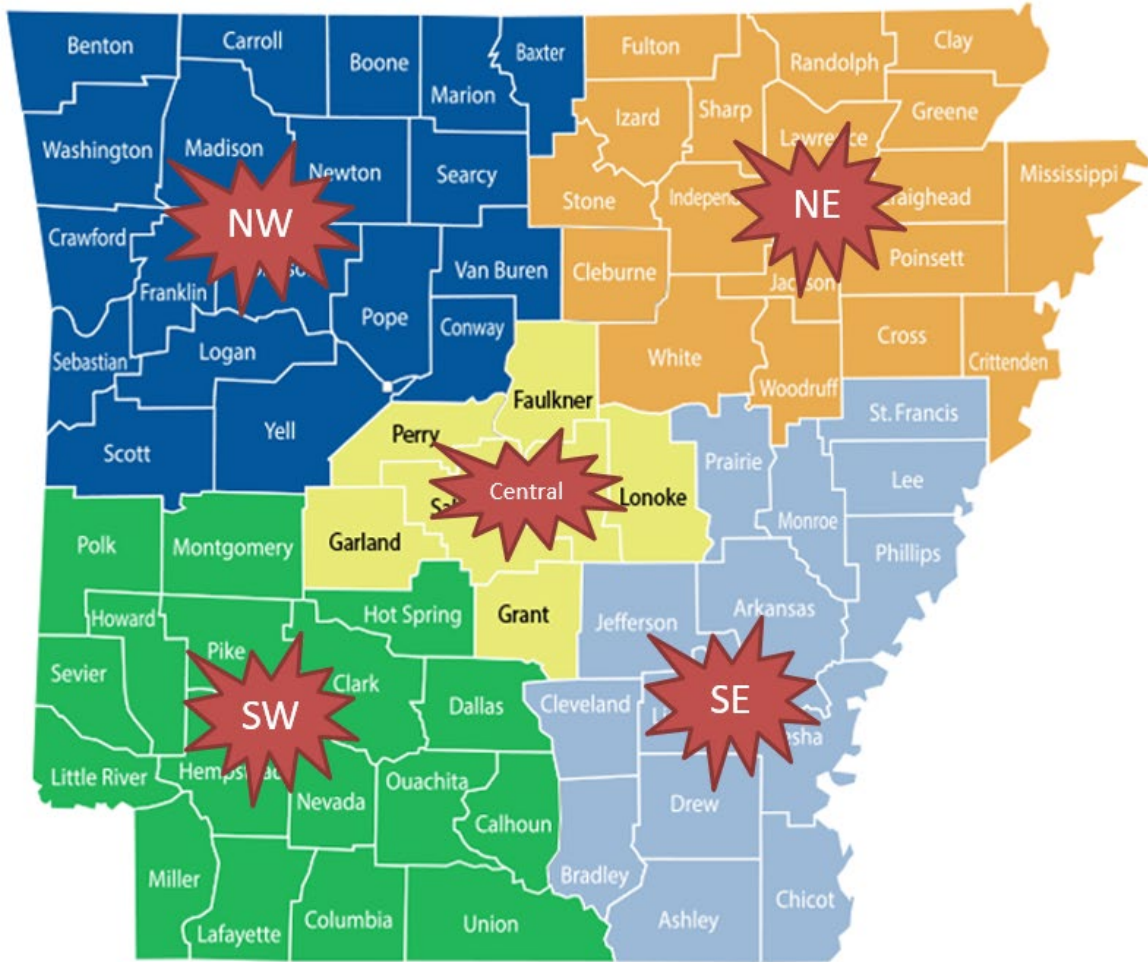 Benton
Carroll
Boone
Marion
Baxter
Fulton
Randolph
Clay
Izard
Sharp
Greene
Lawrence
Washington
Madison
Newton
Searcy
Stone
Mississippi
NW
NE
Crawford
Franklin
Van Buren
Cleburne
Poinsett
Pope
Conway
Sebastian
Logan
White
Cross
Crittenden
Woodruff
Faulkner
St. Francis
Scott
Yell
Perry
Prairie
Lee
Central
Lonoke
Monroe
Polk
Montgomery
Garland
Phillips
Howard
Hot Spring
Grant
Jefferson
Arkansas
Pike
Sevier
Clark
Dallas
Cleveland
SW
SE
Little River
Nevada
Ouachita
Drew
Calhoun
Miller
Bradley
Chicot
Lafayette
Columbia
Union
Ashley